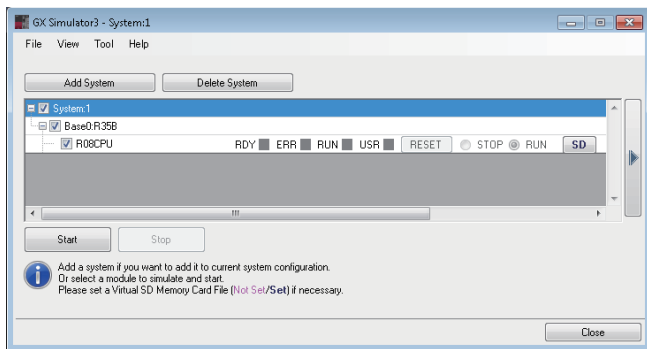 GX Simulator3 - System:1
File View Tool Help
Add System Delete System
System:1
Base0:R35B
R08CPU RDY ERR RUN USR RESET STOP RUN SD
Start Stop
Add a system if you want to add it to current system configuration.
Or select a module to simulate and start.
Please set a Virtual SD Memory Card File (Not Set/Set) if necessary.
Close